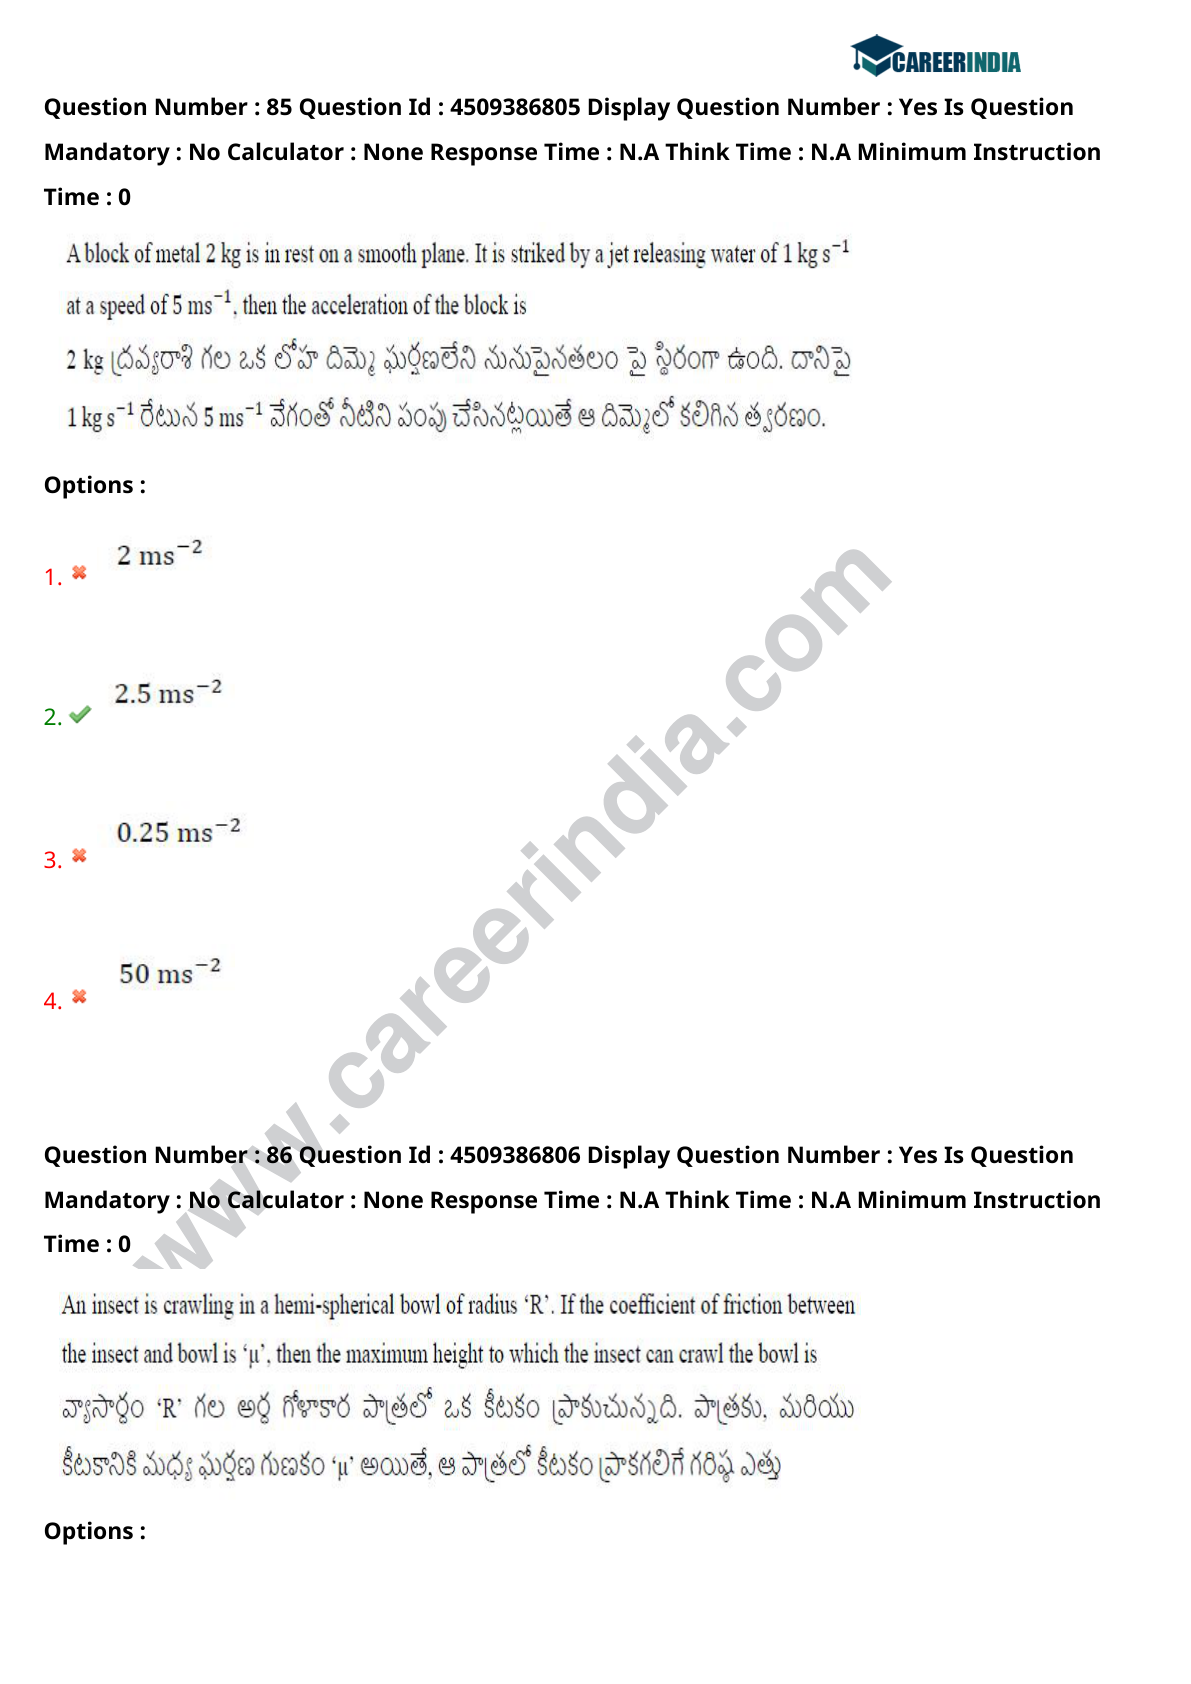 CAREERINDIA
Question Number : 85 Question Id : 4509386805 Display Question Number : Yes Is Question
Mandatory : No Calculator : None Response Time : N.A Think Time : N.A Minimum Instruction
Time : 0
A block of metal 2 kg is in rest on a smooth plane. It is striked by a jet releasing water of 1 kg s⁻¹
at a speed of 5 ms⁻¹, then the acceleration of the block is
2 kg ద్రవ్యరాశి గల ఒక లోహ దిమ్మె ఘర్షణలేని నునుపైనతలం పై స్థిరంగా ఉంది. దానిపై
1 kg s⁻¹ రేటున 5 ms⁻¹ వేగంతో నీటిని పంపు చేసినట్లయితే ఆ దిమ్మెలో కలిగిన త్వరణం.
Options :
1. 2 ms⁻²
2. 2.5 ms⁻²
3. 0.25 ms⁻²
4. 50 ms⁻²
www.careerindia.com
Question Number : 86 Question Id : 4509386806 Display Question Number : Yes Is Question
Mandatory : No Calculator : None Response Time : N.A Think Time : N.A Minimum Instruction
Time : 0
An insect is crawling in a hemi-spherical bowl of radius ‘R’. If the coefficient of friction between
the insect and bowl is ‘μ’, then the maximum height to which the insect can crawl the bowl is
వ్యాసార్ధం ‘R’ గల అర్ధ గోళాకార పాత్రలో ఒక కీటకం ప్రాకుచున్నది. పాత్రకు, మరియు
కీటకానికి మధ్య ఘర్షణ గుణకం ‘μ’ అయితే, ఆ పాత్రలో కీటకం ప్రాకగలిగే గరిష్ఠ ఎత్తు
Options :